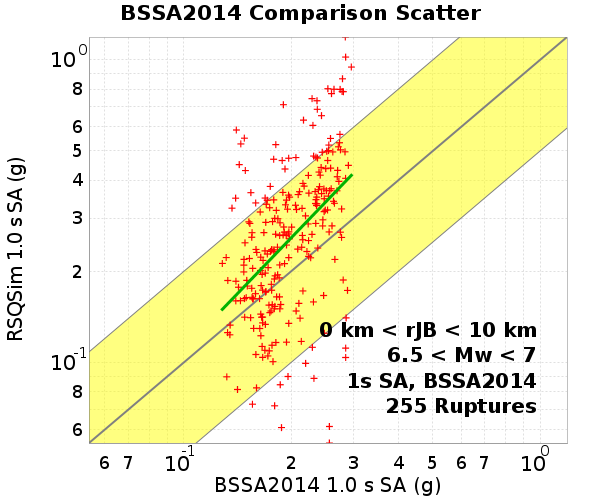 BSSA2014 Comparison Scatter
RSQSim 1.0 s SA (g)
10^0
8
6
5
4
3
2
10^-1
8
6
0 km < rJB < 10 km
6.5 < Mw < 7
1s SA, BSSA2014
255 Ruptures
6 7 10^-1 2 3 4 5 6 7 8 10^0
BSSA2014 1.0 s SA (g)